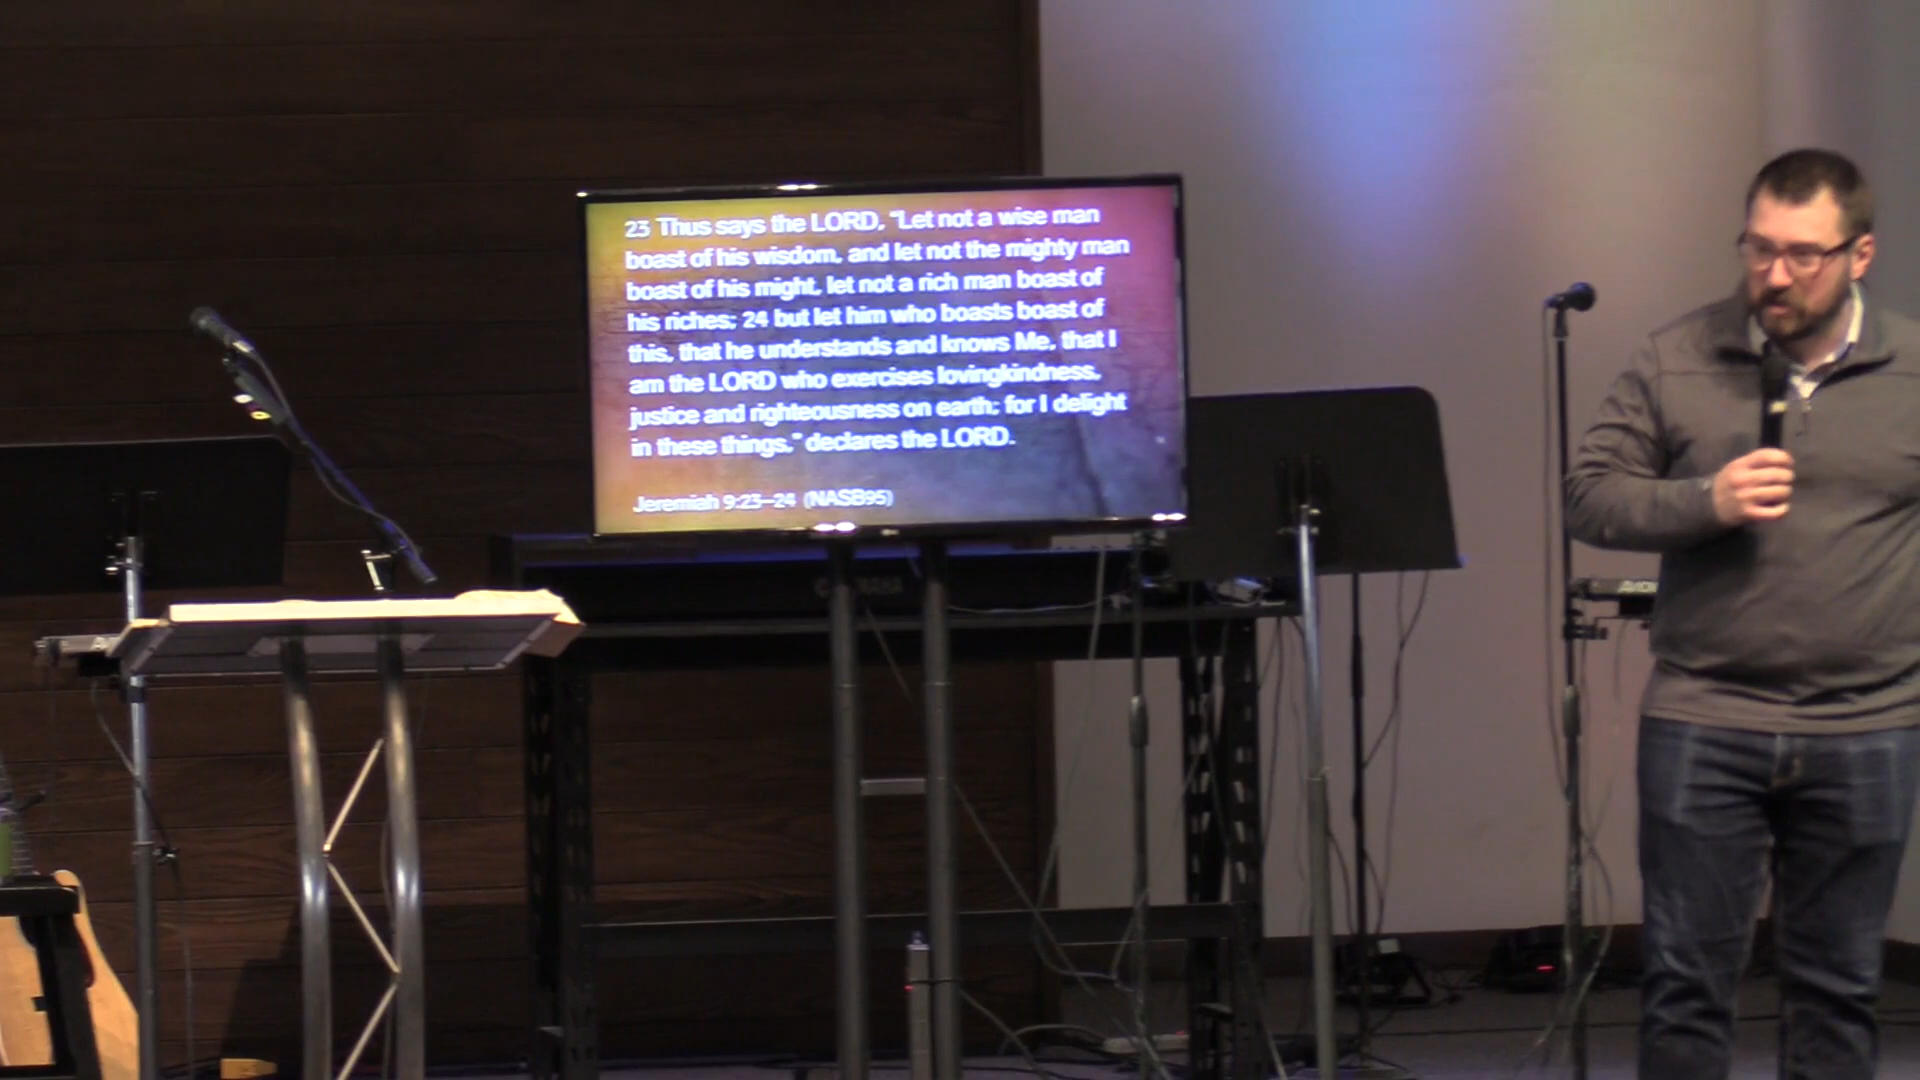 23 Thus says the LORD, "Let not a wise man
boast of his wisdom, and let not the mighty man
boast of his might, let not a rich man boast of
his riches; 24 but let him who boasts boast of
this, that he understands and knows Me, that I
am the LORD who exercises lovingkindness,
justice and righteousness on earth; for I delight
in these things," declares the LORD.
Jeremiah 9:23–24 (NASB95)
YAMAHA